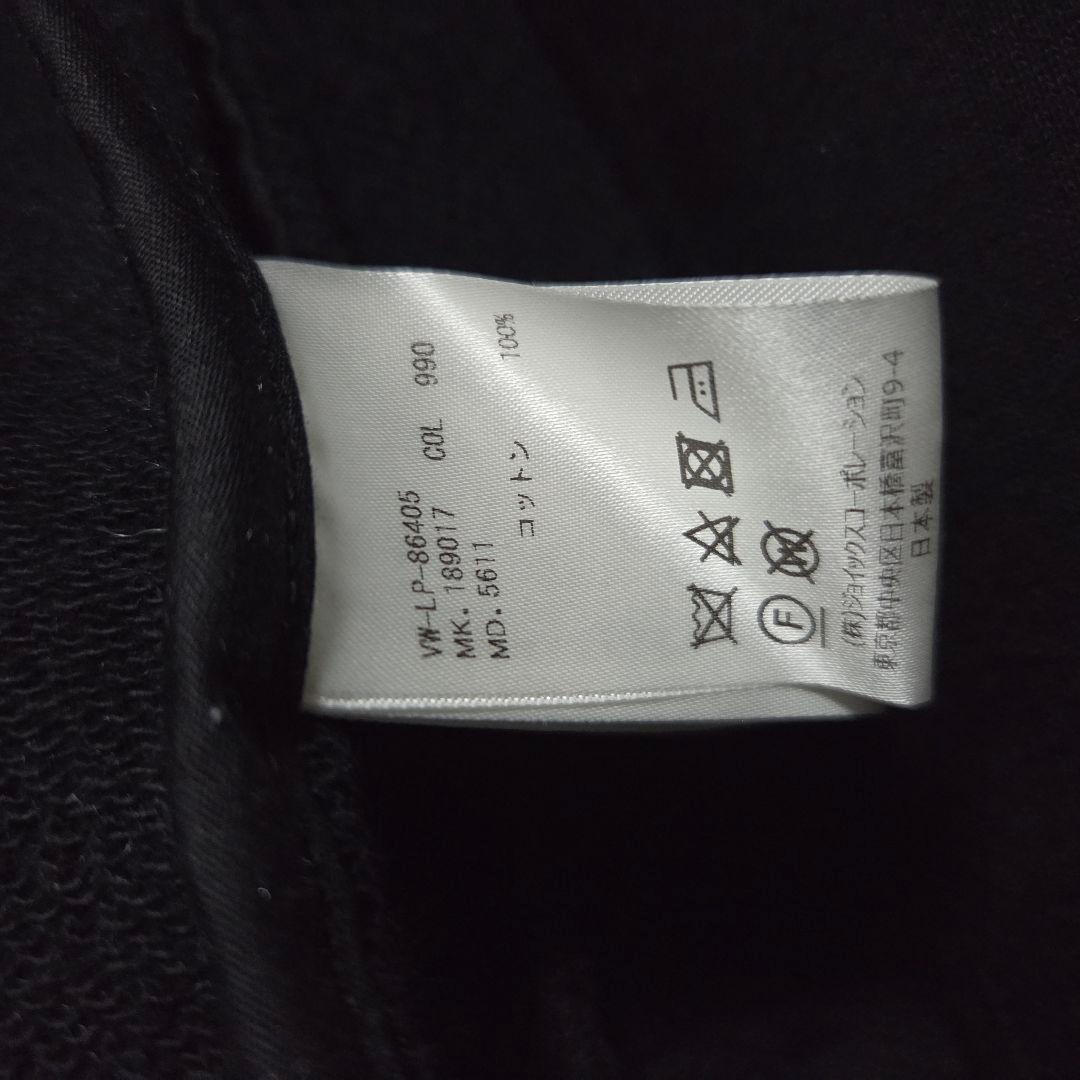 VW-LP-86405 COL 990
MK.189017
MD.5611
コットン 100%
F
W
(株)ジョイックスコーポレーション
東京都中央区日本橋富沢町9-4
日本製